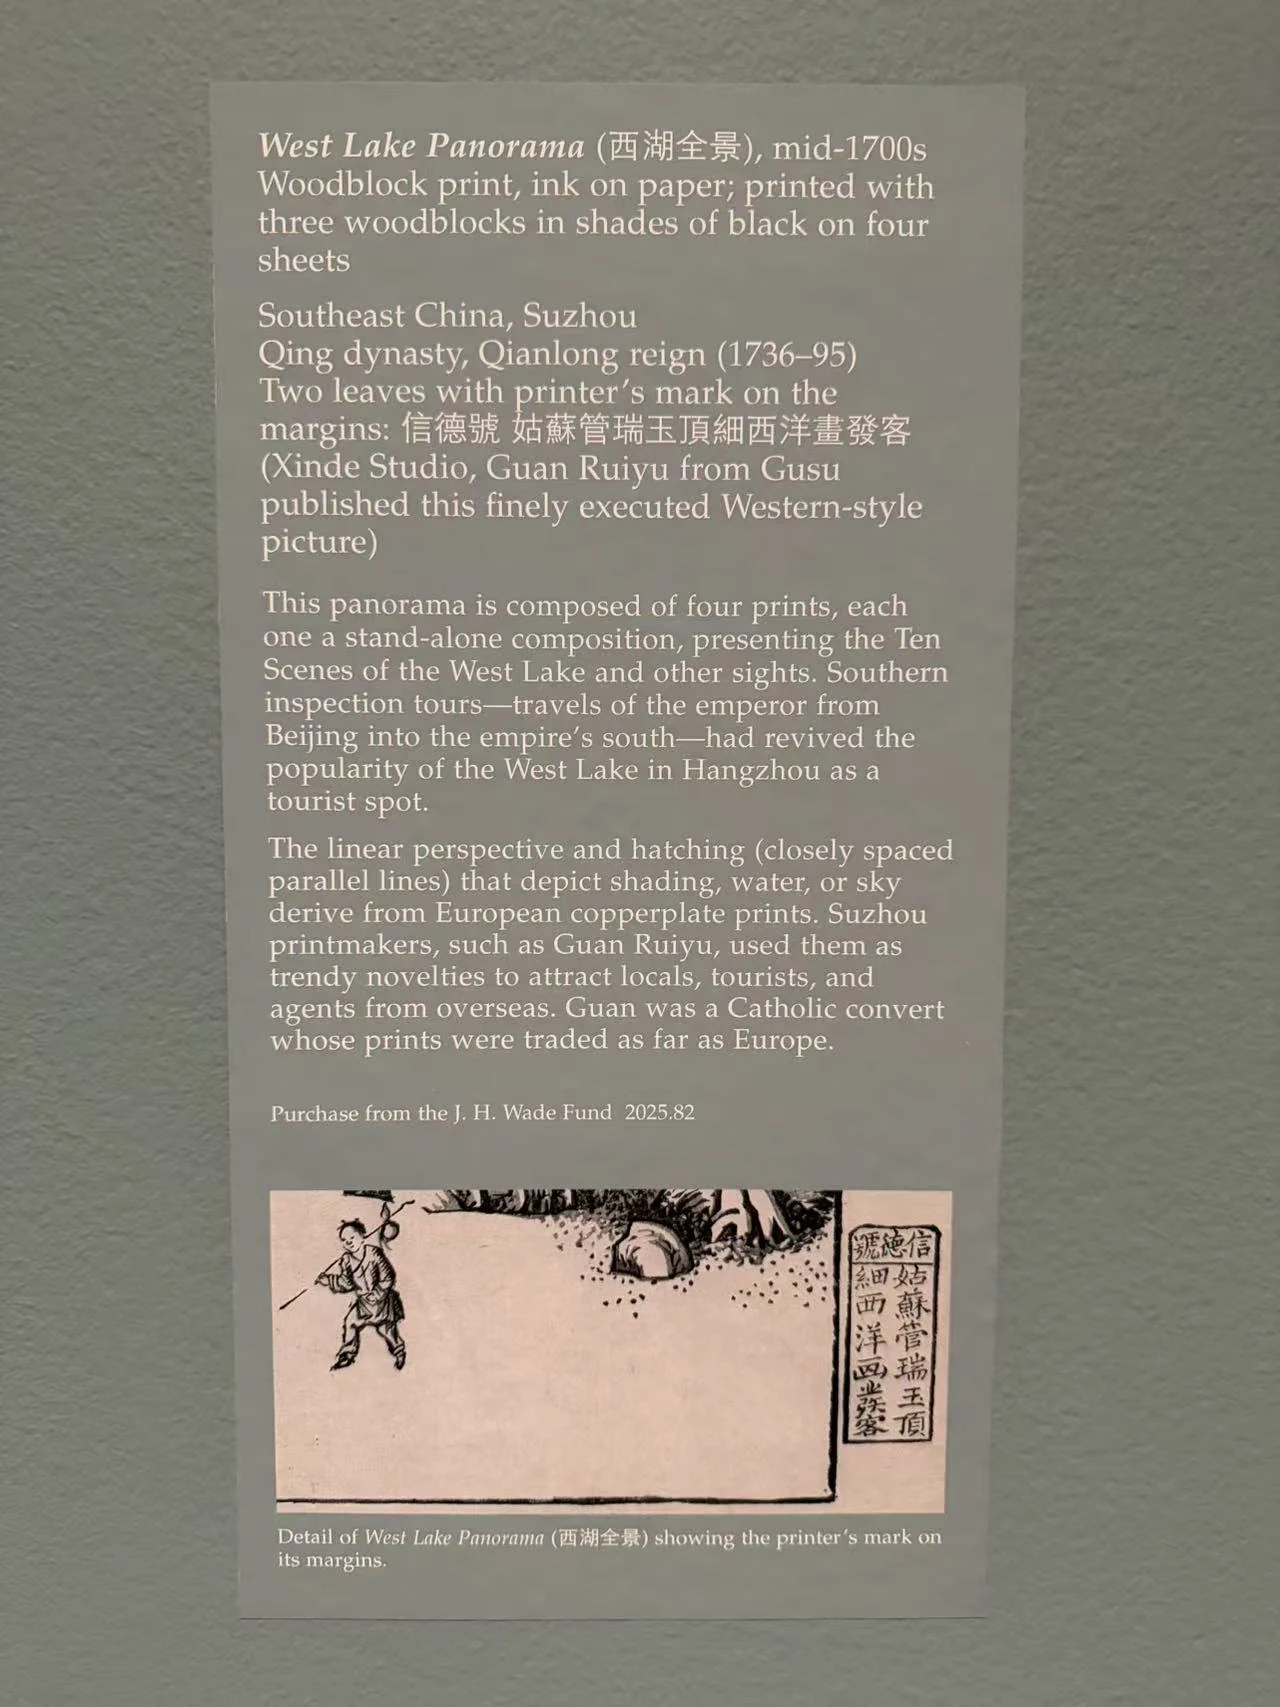 West Lake Panorama (西湖全景), mid-1700s
Woodblock print, ink on paper; printed with
three woodblocks in shades of black on four
sheets
Southeast China, Suzhou
Qing dynasty, Qianlong reign (1736–95)
Two leaves with printer's mark on the
margins: 信德號 姑蘇管瑞玉頂細西洋畫發客
(Xinde Studio, Guan Ruiyu from Gusu
published this finely executed Western-style
picture)
This panorama is composed of four prints, each
one a stand-alone composition, presenting the Ten
Scenes of the West Lake and other sights. Southern
inspection tours—travels of the emperor from
Beijing into the empire's south—had revived the
popularity of the West Lake in Hangzhou as a
tourist spot.
The linear perspective and hatching (closely spaced
parallel lines) that depict shading, water, or sky
derive from European copperplate prints. Suzhou
printmakers, such as Guan Ruiyu, used them as
trendy novelties to attract locals, tourists, and
agents from overseas. Guan was a Catholic convert
whose prints were traded as far as Europe.
Purchase from the J. H. Wade Fund 2025.82
信德號
姑蘇管瑞玉頂
細西洋画發客
Detail of West Lake Panorama (西湖全景) showing the printer's mark on
its margins.